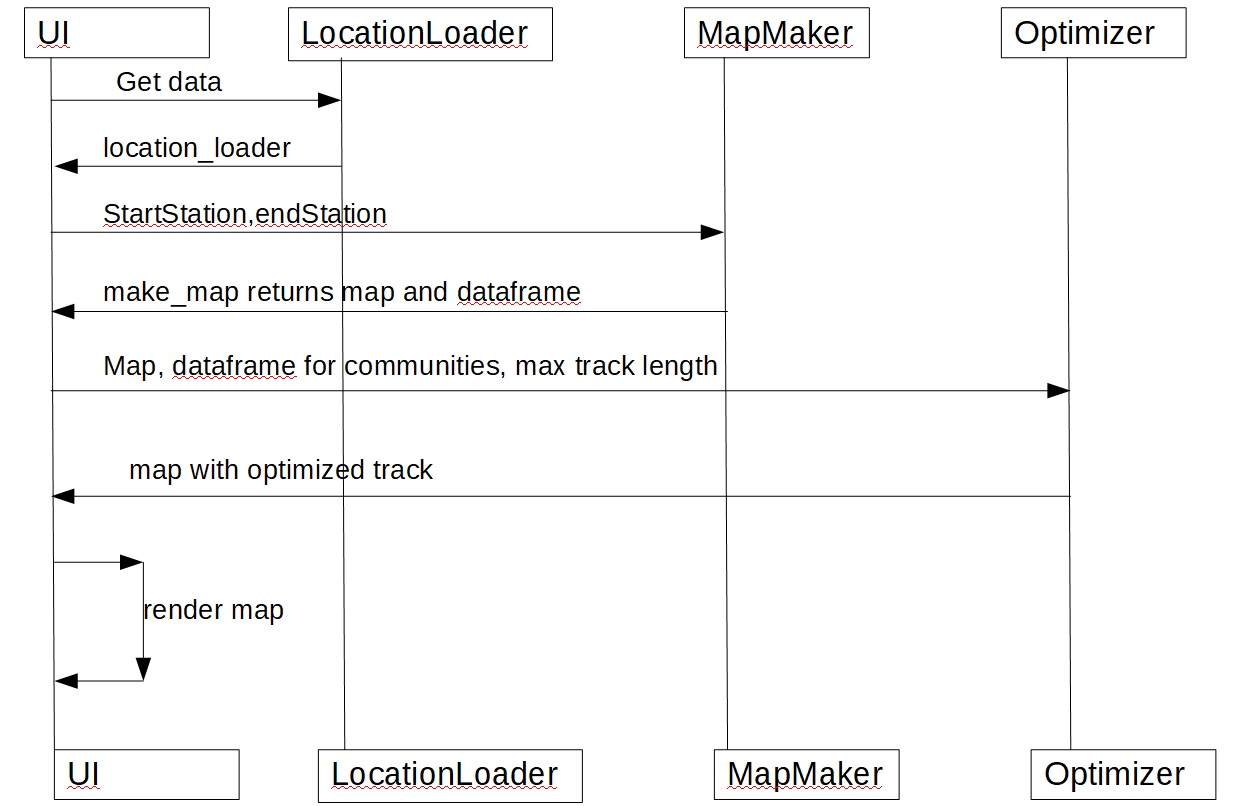 UI LocationLoader MapMaker Optimizer
Get data
location_loader
StartStation,endStation
make_map returns map and dataframe
Map, dataframe for communities, max track length
map with optimized track
render map
UI LocationLoader MapMaker Optimizer